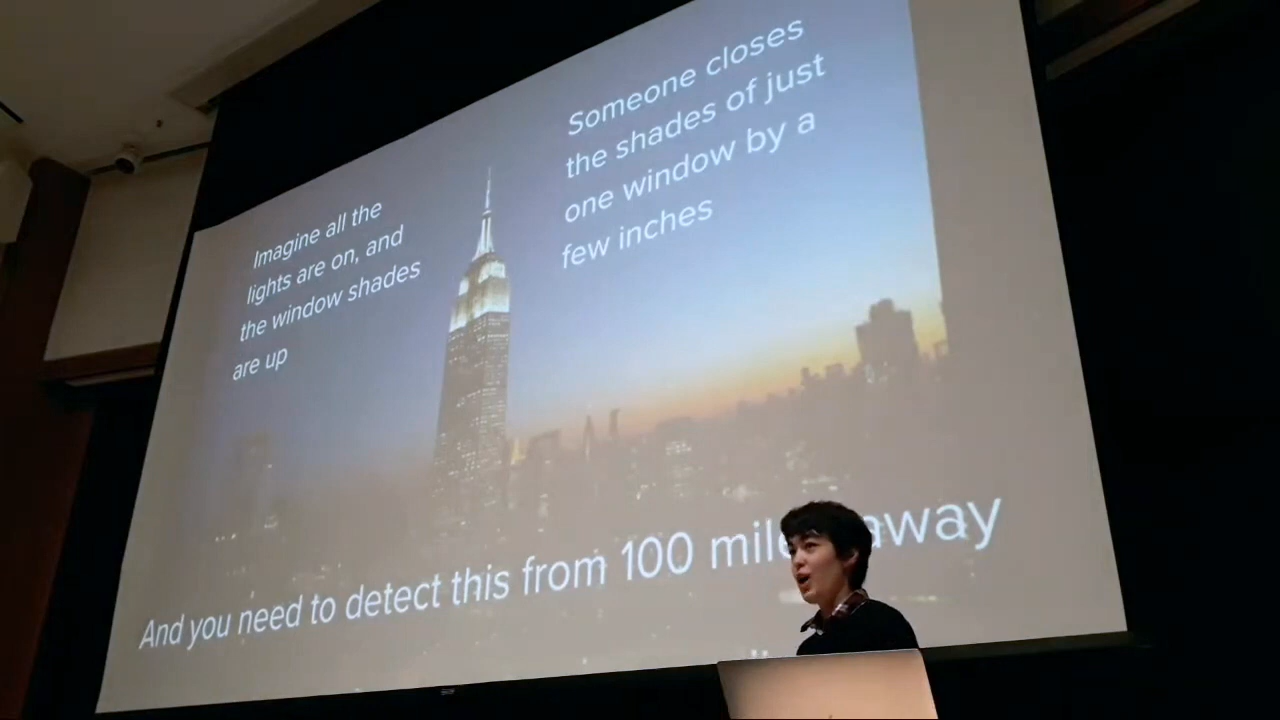 Imagine all the
lights are on, and
the window shades
are up
Someone closes
the shades of just
one window by a
few inches
And you need to detect this from 100 away